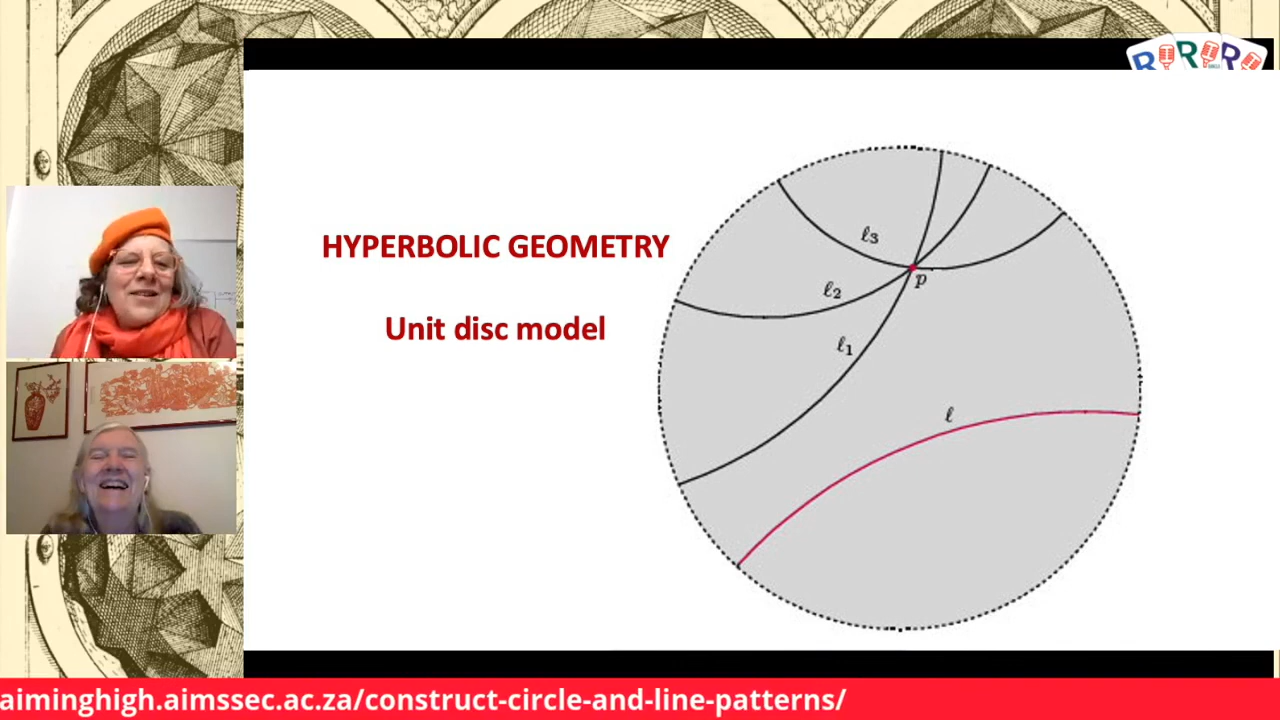 HYPERBOLIC GEOMETRY
Unit disc model
ℓ3
p
ℓ2
ℓ1
ℓ
aiminghigh.aimssec.ac.za/construct-circle-and-line-patterns/